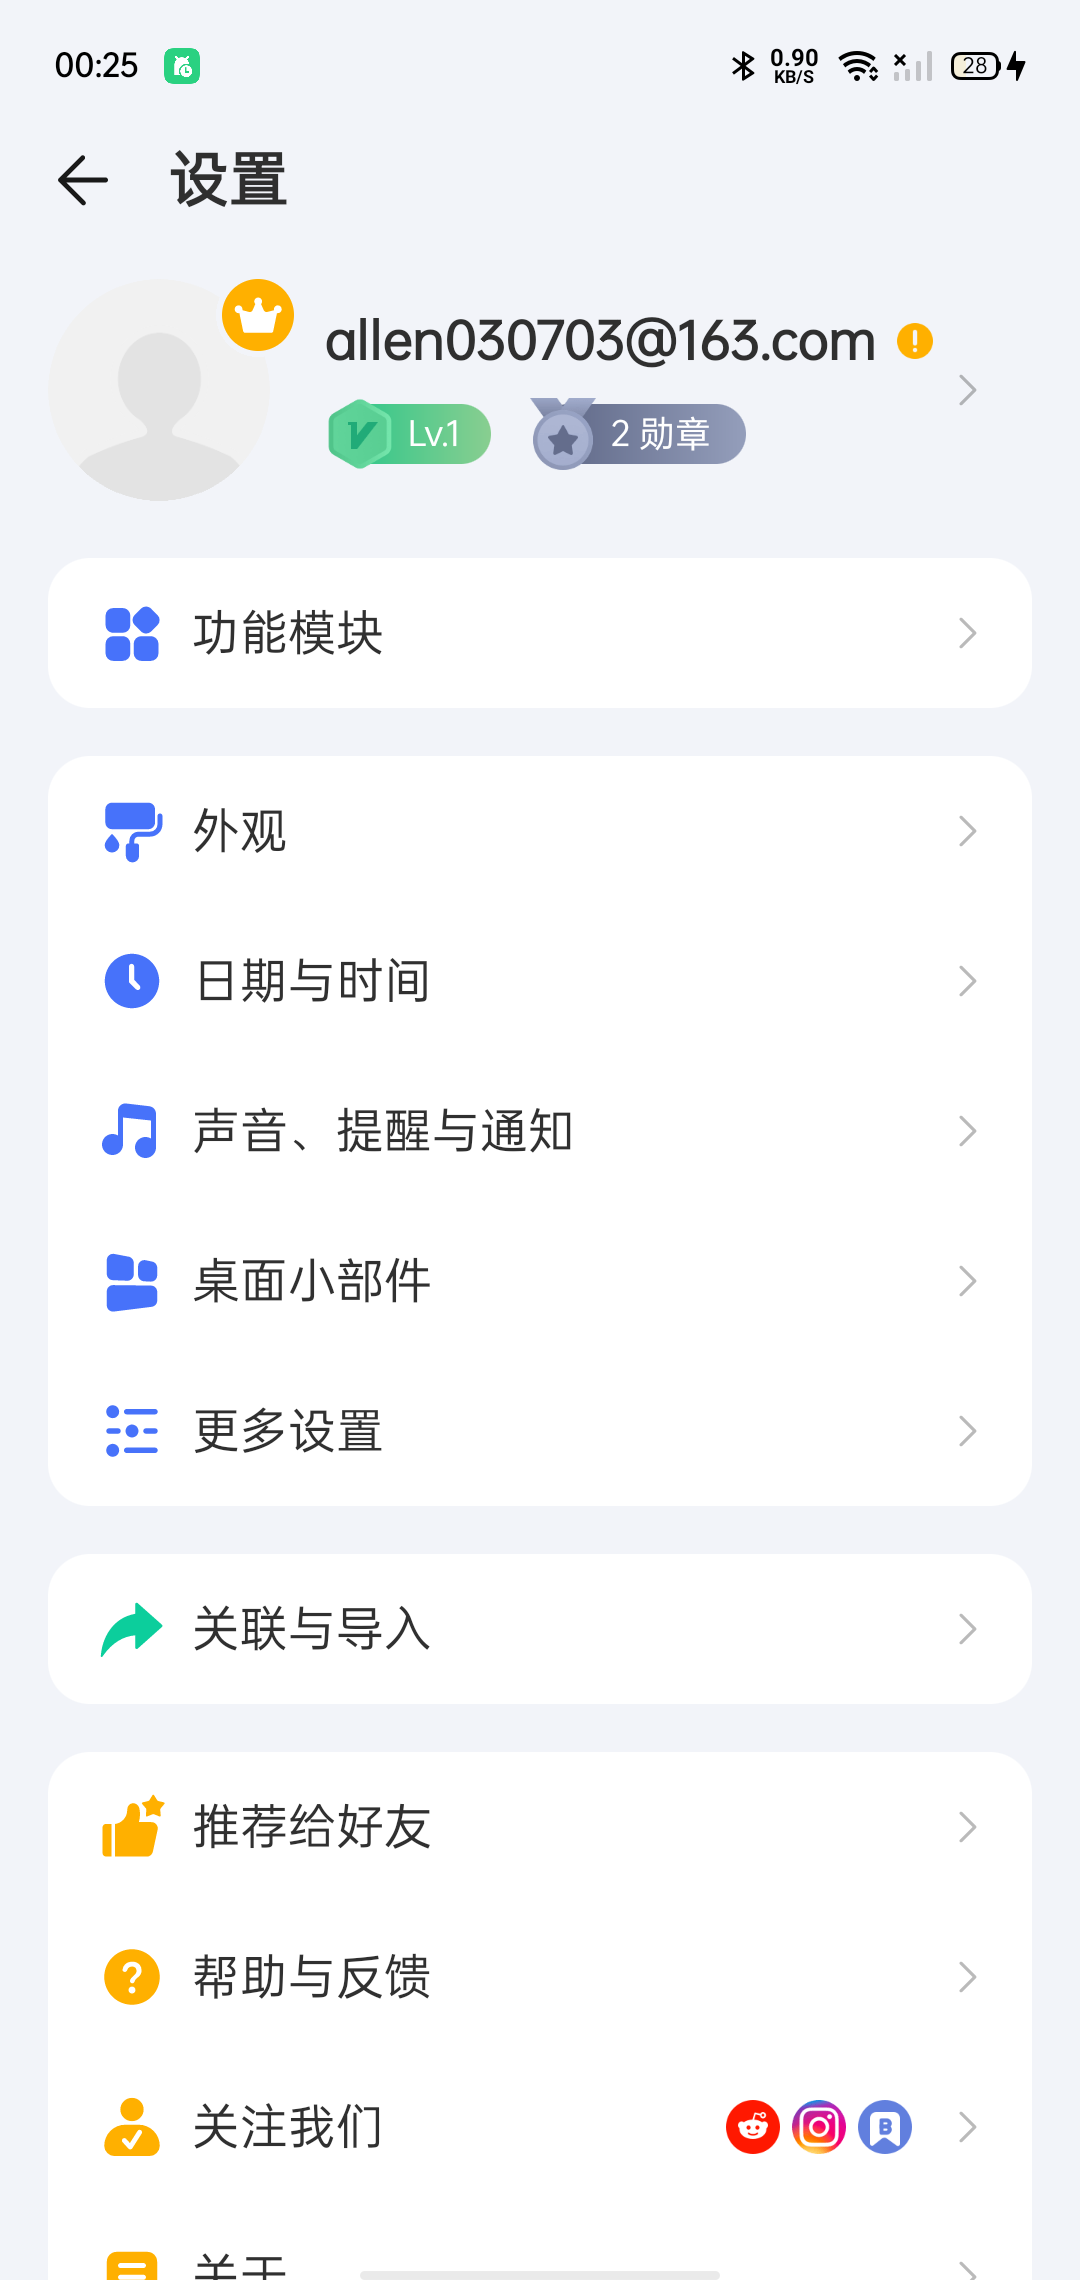 00:25
0.90
KB/S
28
设置
allen030703@163.com
Lv.1
2 勋章
功能模块
外观
日期与时间
声音、提醒与通知
桌面小部件
更多设置
关联与导入
推荐给好友
帮助与反馈
关注我们
关于